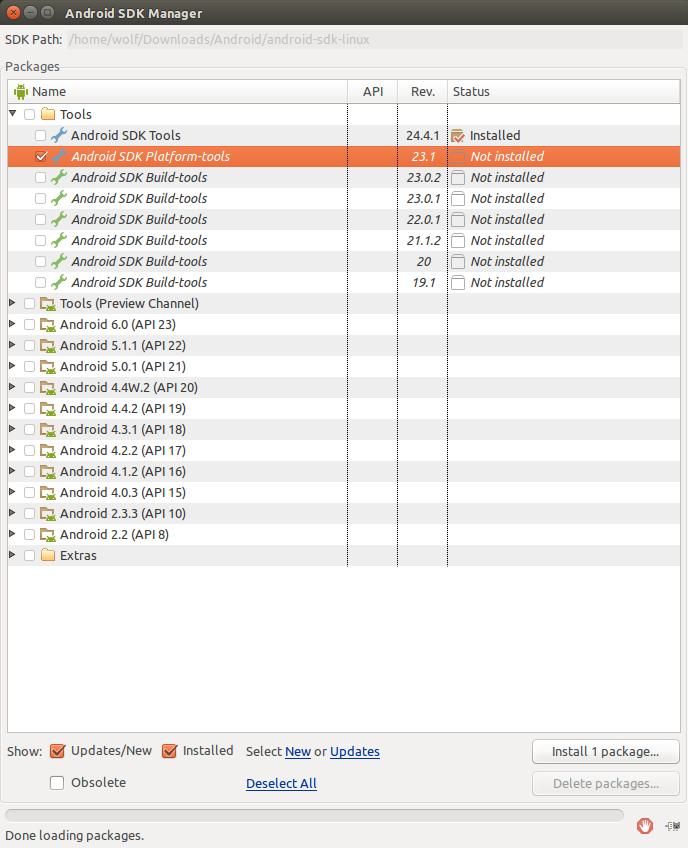 Android SDK Manager
SDK Path: /home/wolf/Downloads/Android/android-sdk-linux
Packages
Name API Rev. Status
Tools
Android SDK Tools 24.4.1 Installed
Android SDK Platform-tools 23.1 Not installed
Android SDK Build-tools 23.0.2 Not installed
Android SDK Build-tools 23.0.1 Not installed
Android SDK Build-tools 22.0.1 Not installed
Android SDK Build-tools 21.1.2 Not installed
Android SDK Build-tools 20 Not installed
Android SDK Build-tools 19.1 Not installed
Tools (Preview Channel)
Android 6.0 (API 23)
Android 5.1.1 (API 22)
Android 5.0.1 (API 21)
Android 4.4W.2 (API 20)
Android 4.4.2 (API 19)
Android 4.3.1 (API 18)
Android 4.2.2 (API 17)
Android 4.1.2 (API 16)
Android 4.0.3 (API 15)
Android 2.3.3 (API 10)
Android 2.2 (API 8)
Extras
Show: Updates/New Installed Select New or Updates Install 1 package...
Obsolete Deselect All Delete packages...
Done loading packages.